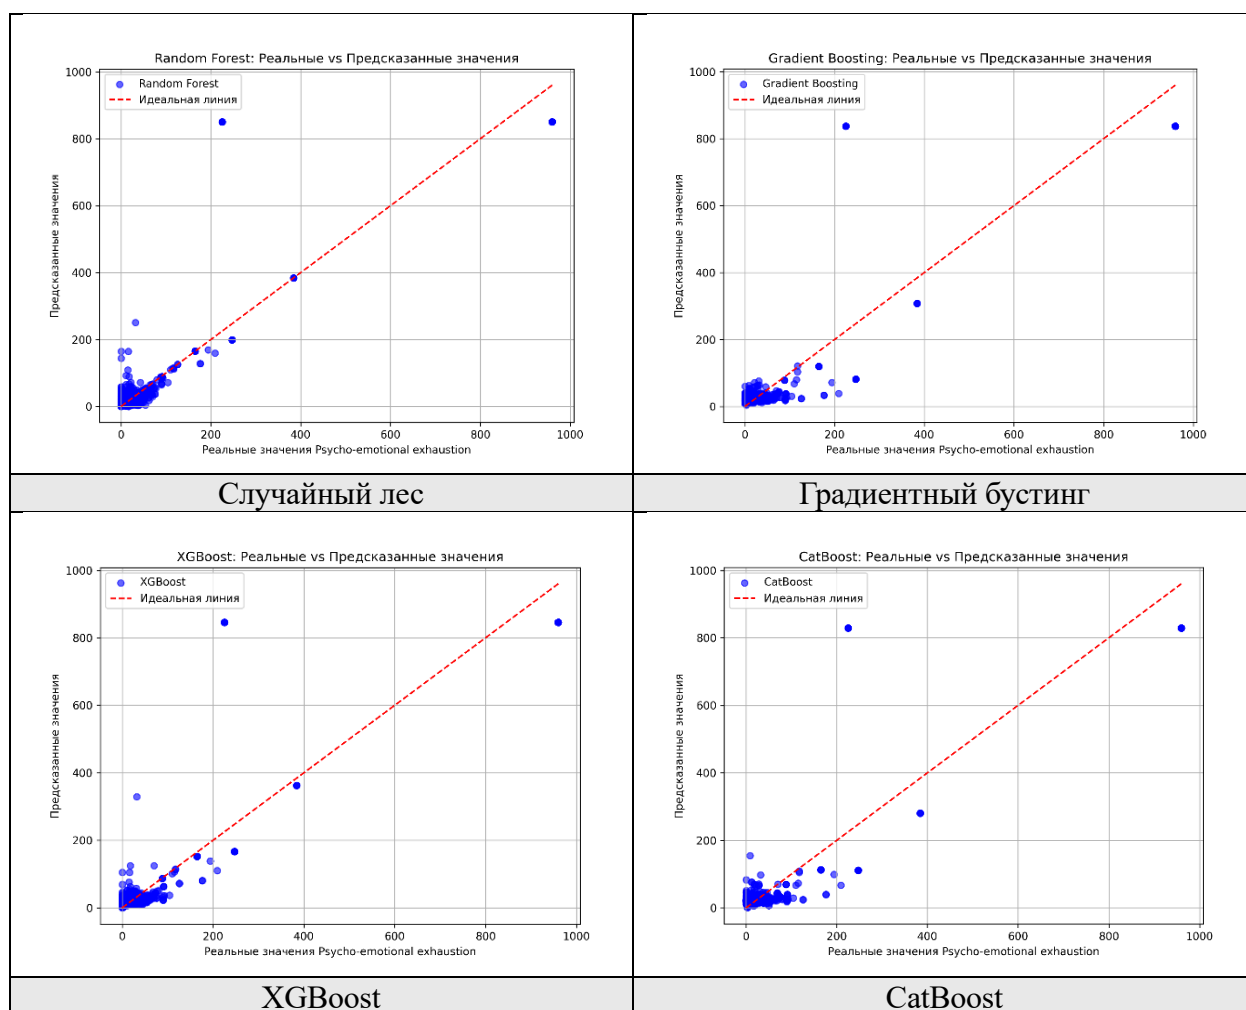 Random Forest: Реальные vs Предсказанные значения
Random Forest
Идеальная линия
1000
800
600
400
200
0
Предсказанные значения
0 200 400 600 800 1000
Реальные значения Psycho-emotional exhaustion
Случайный лес
Gradient Boosting: Реальные vs Предсказанные значения
Gradient Boosting
Идеальная линия
1000
800
600
400
200
0
Предсказанные значения
0 200 400 600 800 1000
Реальные значения Psycho-emotional exhaustion
Градиентный бустинг
XGBoost: Реальные vs Предсказанные значения
XGBoost
Идеальная линия
1000
800
600
400
200
0
Предсказанные значения
0 200 400 600 800 1000
Реальные значения Psycho-emotional exhaustion
XGBoost
CatBoost: Реальные vs Предсказанные значения
CatBoost
Идеальная линия
1000
800
600
400
200
0
Предсказанные значения
0 200 400 600 800 1000
Реальные значения Psycho-emotional exhaustion
CatBoost